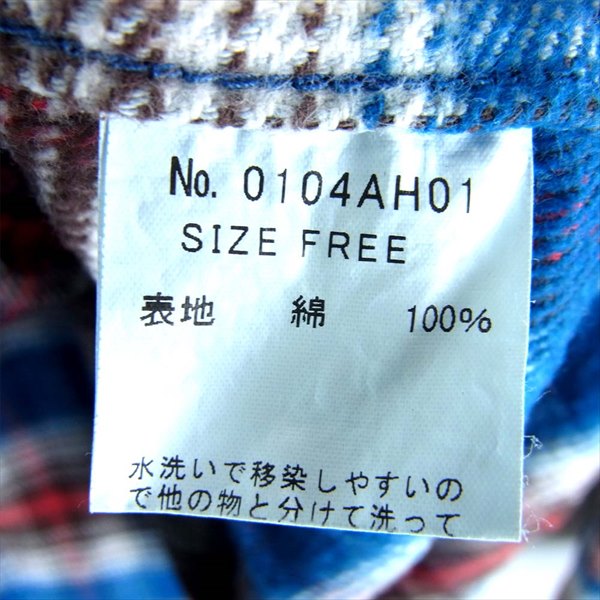 No. 0104AH01
SIZE FREE
表地 綿 100%
水洗いで移染しやすいの
で他の物と分けて洗って